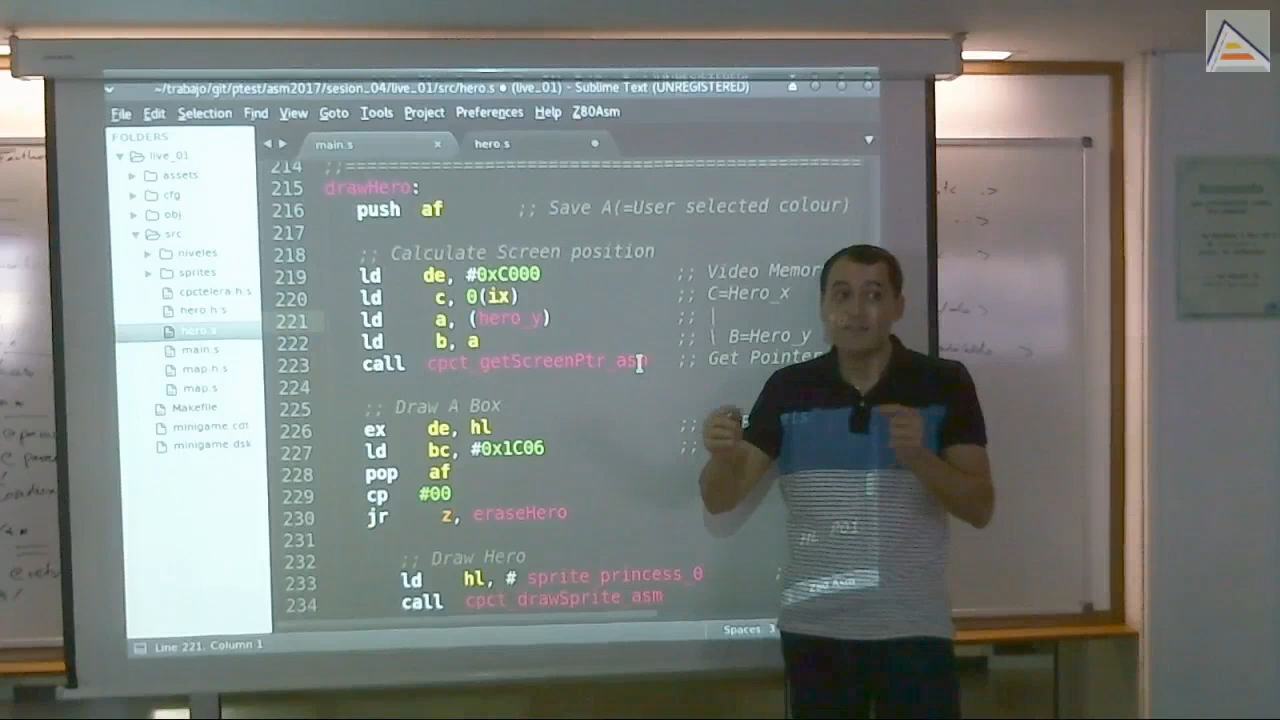 ~/trabajo/git/ptest/asm2017/sesion_04/live_01/src/hero.s • (live_01) - Sublime Text (UNREGISTERED)
File Edit Selection Find View Goto Tools Project Preferences Help Z80Asm
FOLDERS
live_01
assets
cfg
obj
src
niveles
sprites
cpctelera.h.s
hero.h.s
hero.s
main.s
map.h.s
map.s
Makefile
minigame.cdt
minigame.dsk
main.s × hero.s •
214 ;;====================================================
215 drawHero:
216 push af ;; Save A(=User selected colour)
217
218 ;; Calculate Screen position
219 ld de, #0xC000 ;; Video Memor
220 ld c, 0(ix) ;; C=Hero_x
221 ld a, (hero_y) ;; |
222 ld b, a ;; \ B=Hero_y
223 call cpct_getScreenPtr_asm ;; Get Pointer
224
225 ;; Draw A Box
226 ex de, hl ;;
227 ld bc, #0x1C06 ;;
228 pop af
229 cp #00
230 jr z, eraseHero
231
232 ;; Draw Hero
233 ld hl, #_sprite_princess_0 ;
234 call cpct_drawSprite_asm
Line 221, Column 1
Spaces: 3